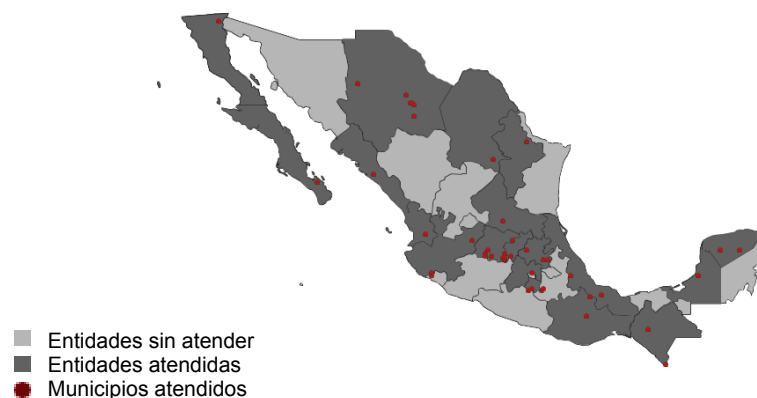 Entidades sin atender
Entidades atendidas
Municipios atendidos